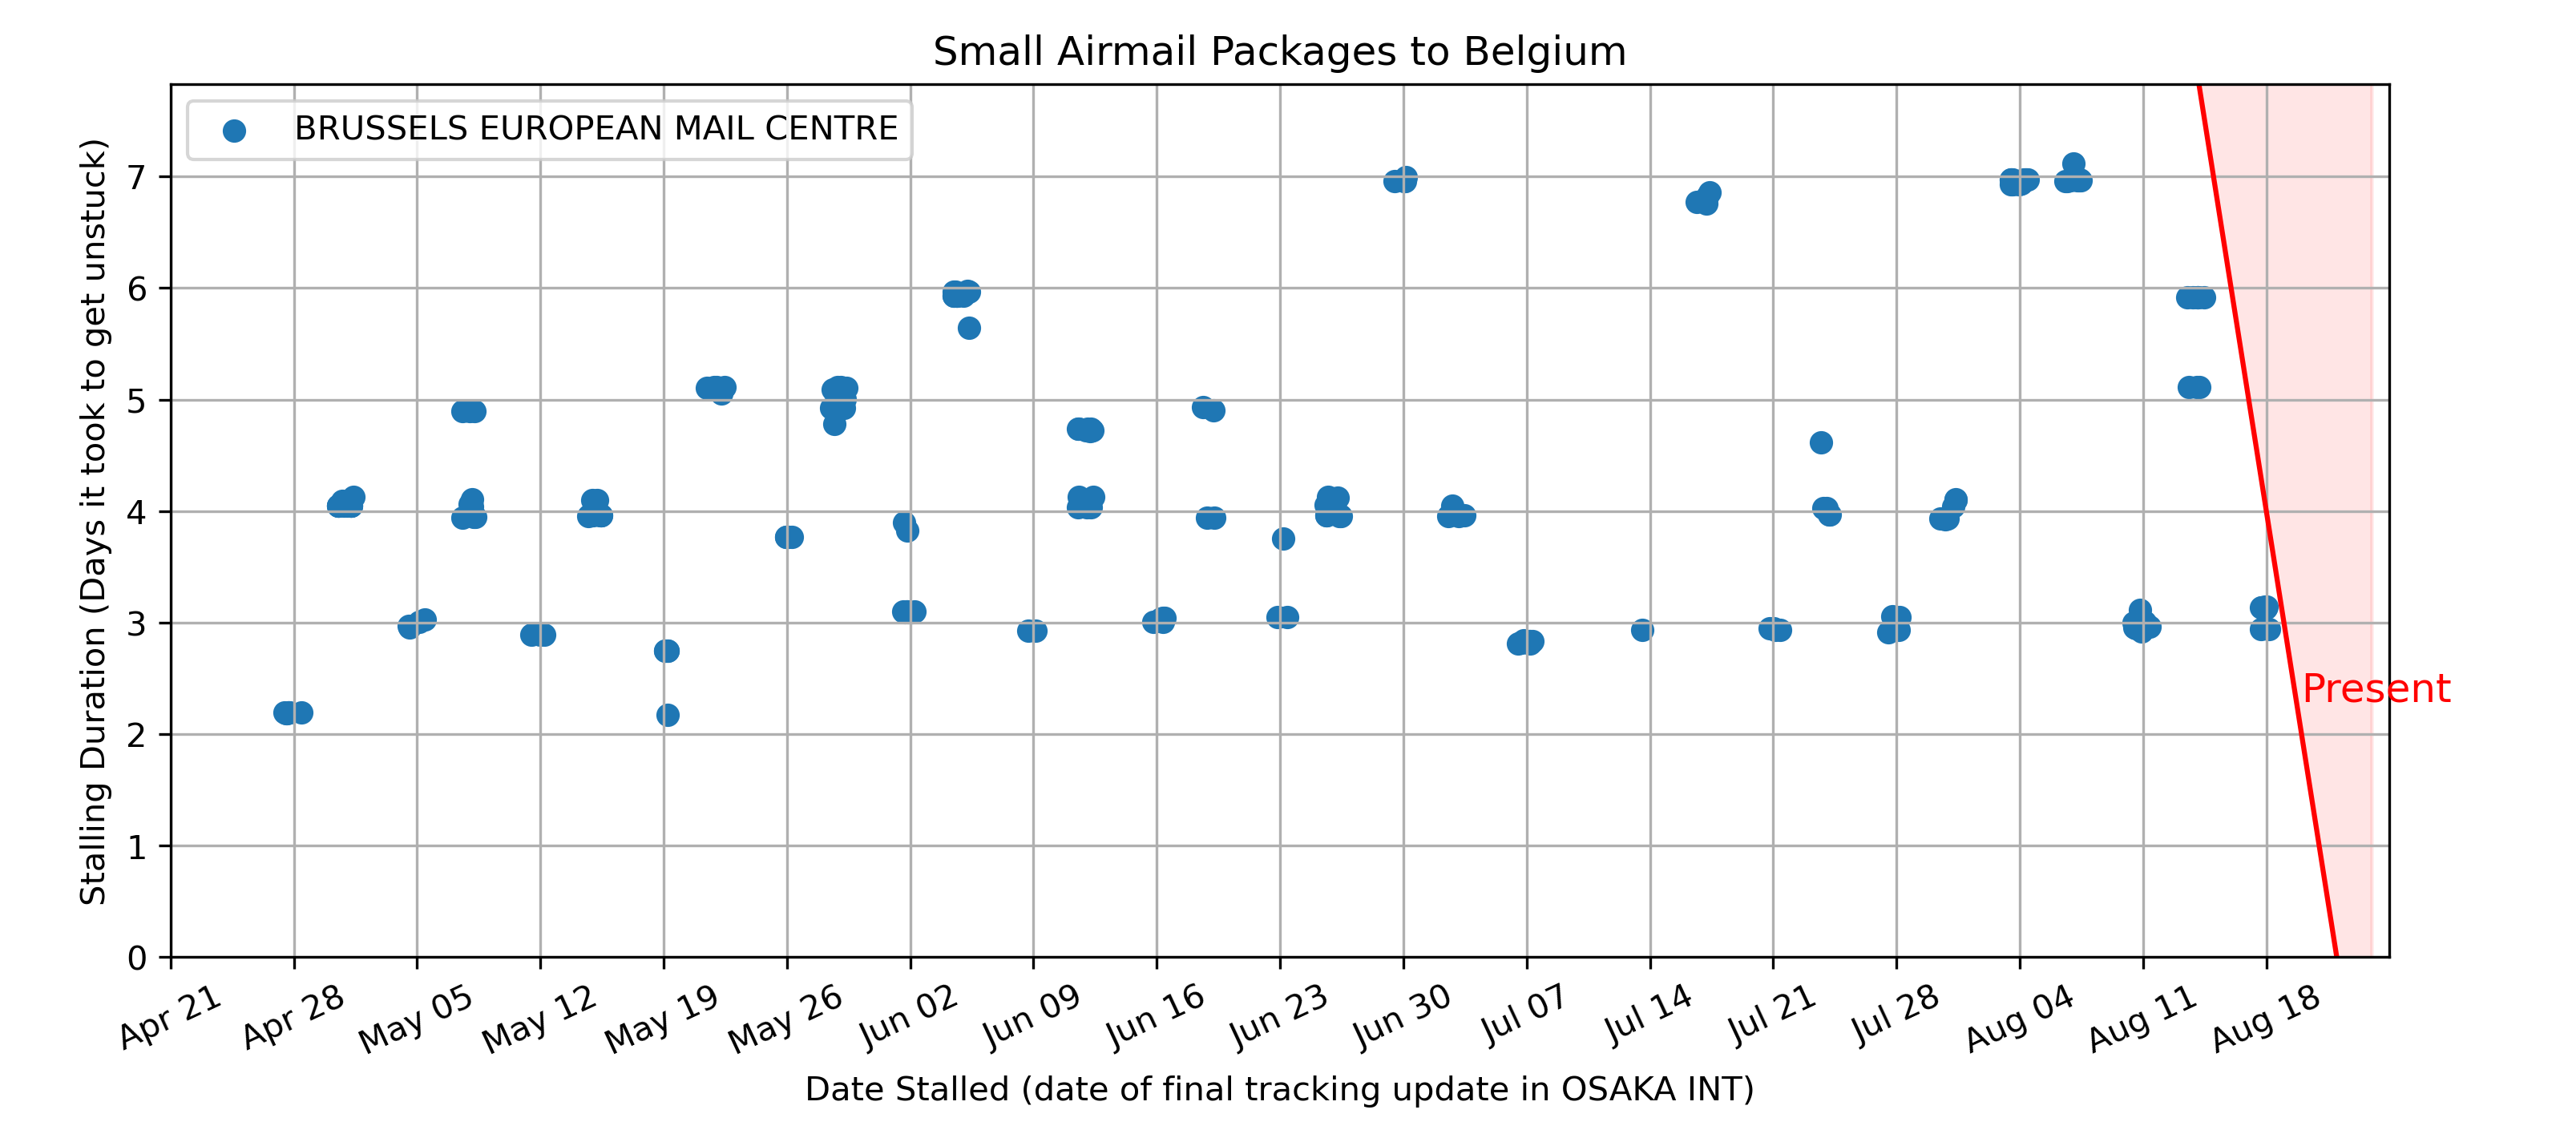 Small Airmail Packages to Belgium
BRUSSELS EUROPEAN MAIL CENTRE
Stalling Duration (Days it took to get unstuck)
7
6
5
4
3
2
1
0
Present
Apr 21
Apr 28
May 05
May 12
May 19
May 26
Jun 02
Jun 09
Jun 16
Jun 23
Jun 30
Jul 07
Jul 14
Jul 21
Jul 28
Aug 04
Aug 11
Aug 18
Date Stalled (date of final tracking update in OSAKA INT)